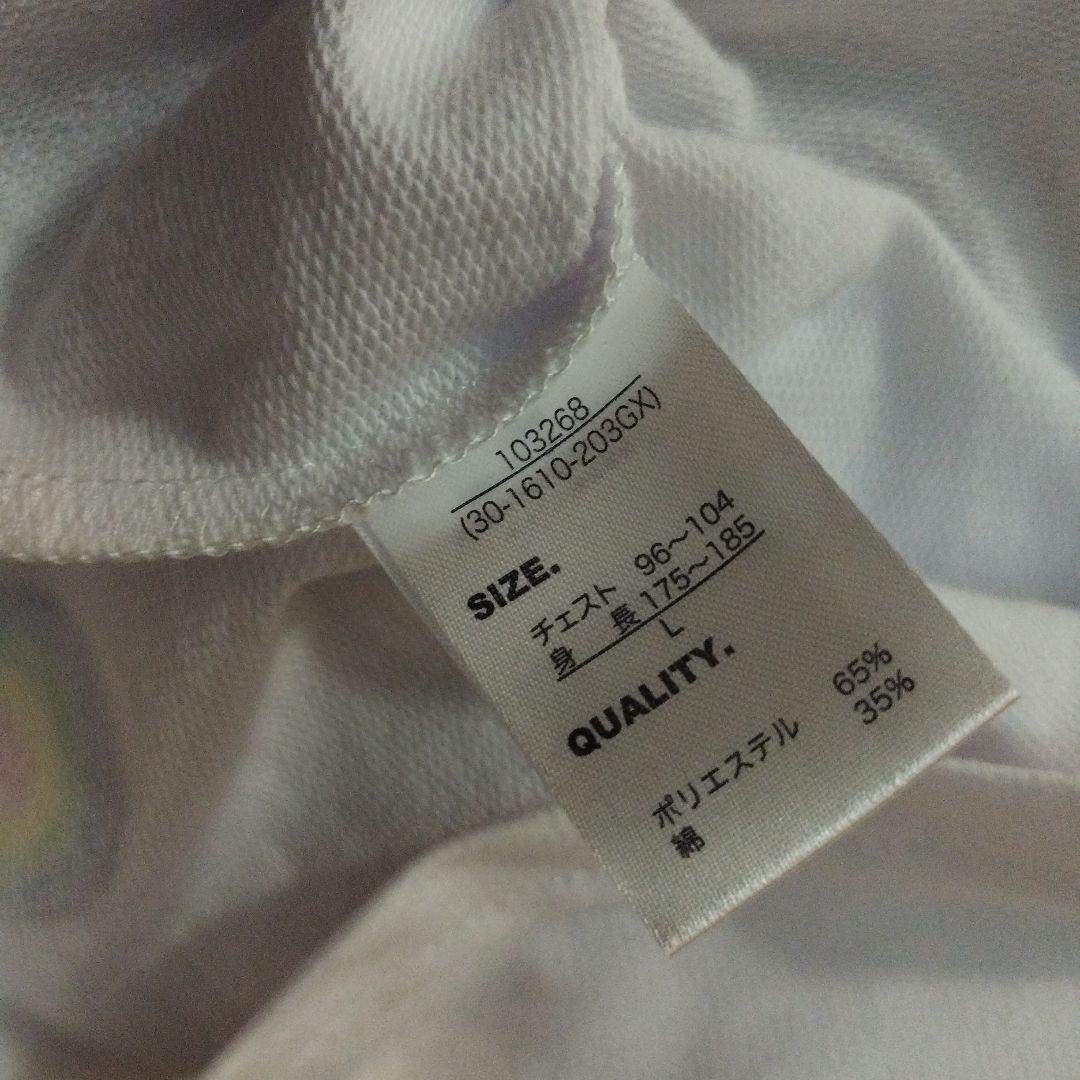 103268
(30-1610-203GX)
SIZE.
チェスト 96～104
身 長 175～185
L
QUALITY.
ポリエステル 65%
綿 35%